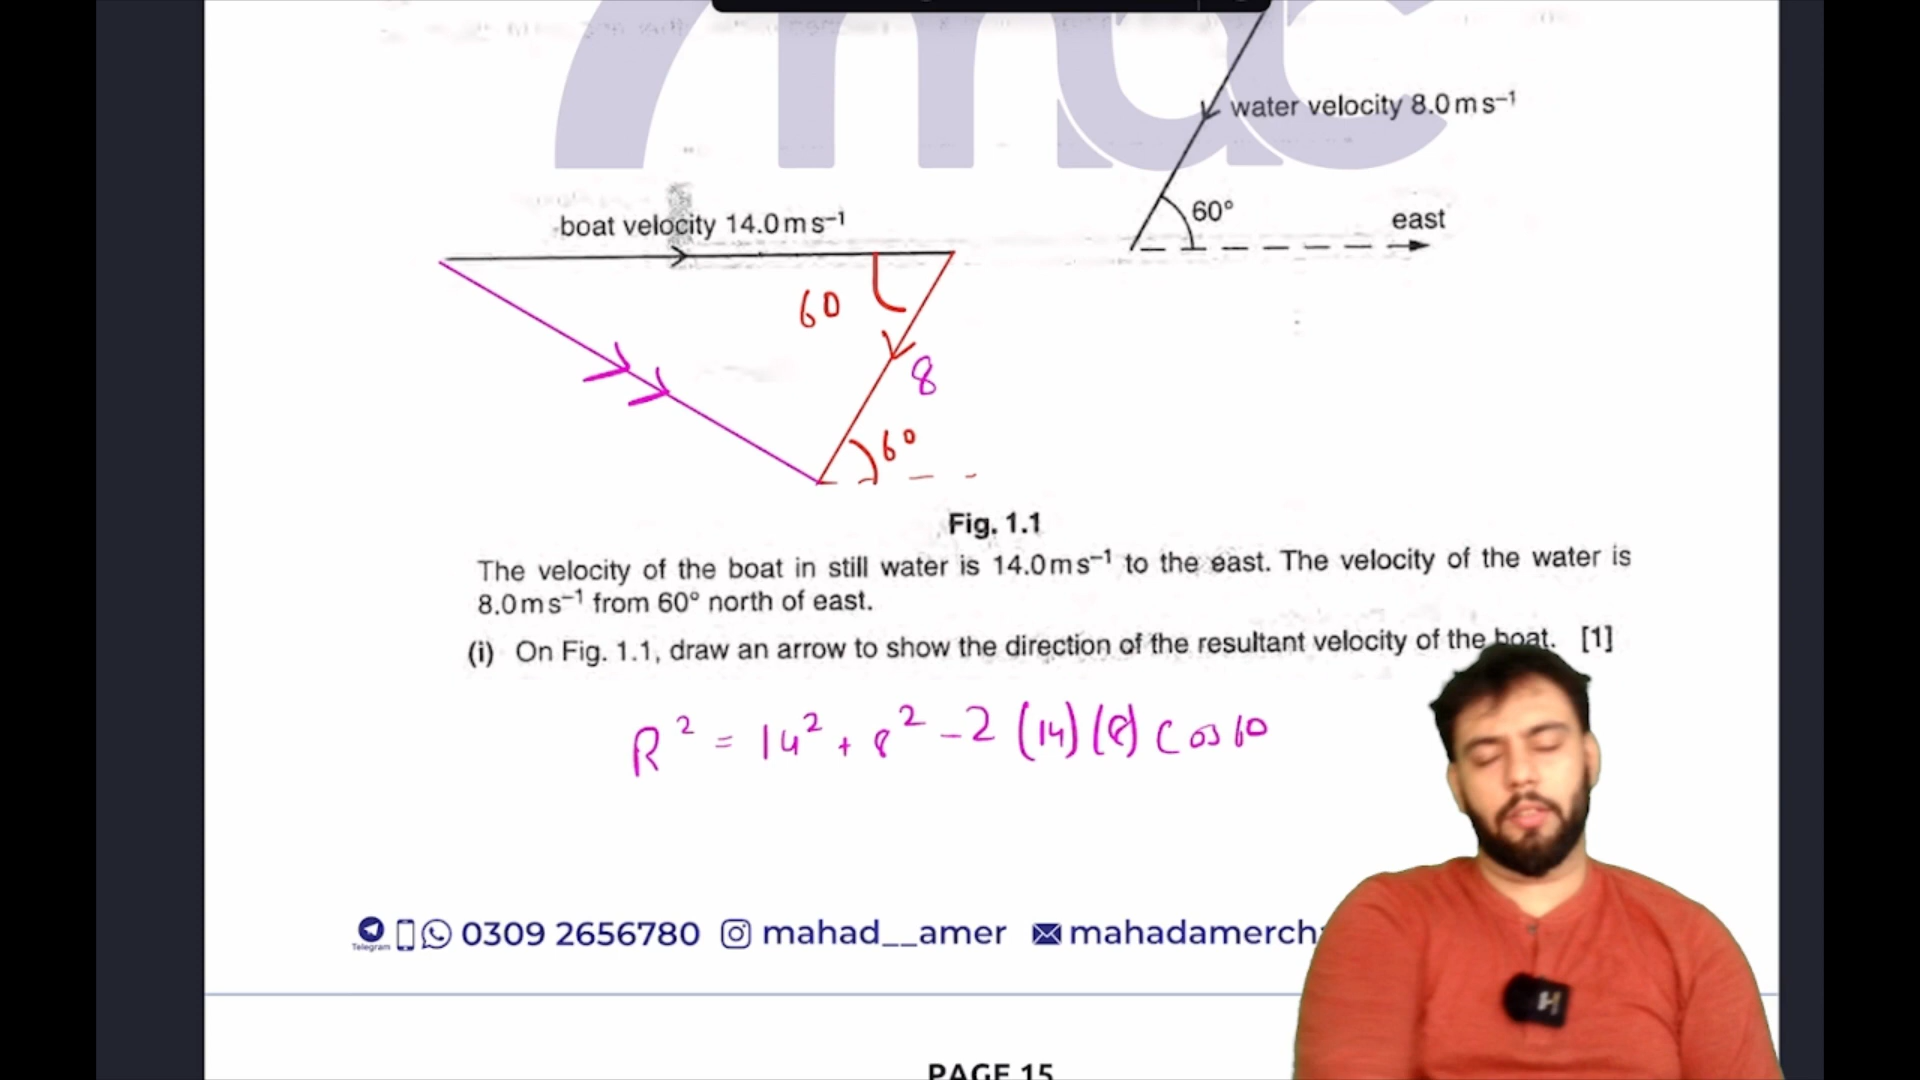 water velocity 8.0 m s⁻¹
60°
east
boat velocity 14.0 m s⁻¹
60
8
60
Fig. 1.1
The velocity of the boat in still water is 14.0 m s⁻¹ to the east. The velocity of the water is
8.0 m s⁻¹ from 60° north of east.
(i) On Fig. 1.1, draw an arrow to show the direction of the resultant velocity of the boat. [1]
R² = 14² + 8² - 2 (14) (8) Cos 60
Telegram 0309 2656780 mahad__amer mahadamerch
PAGE 15